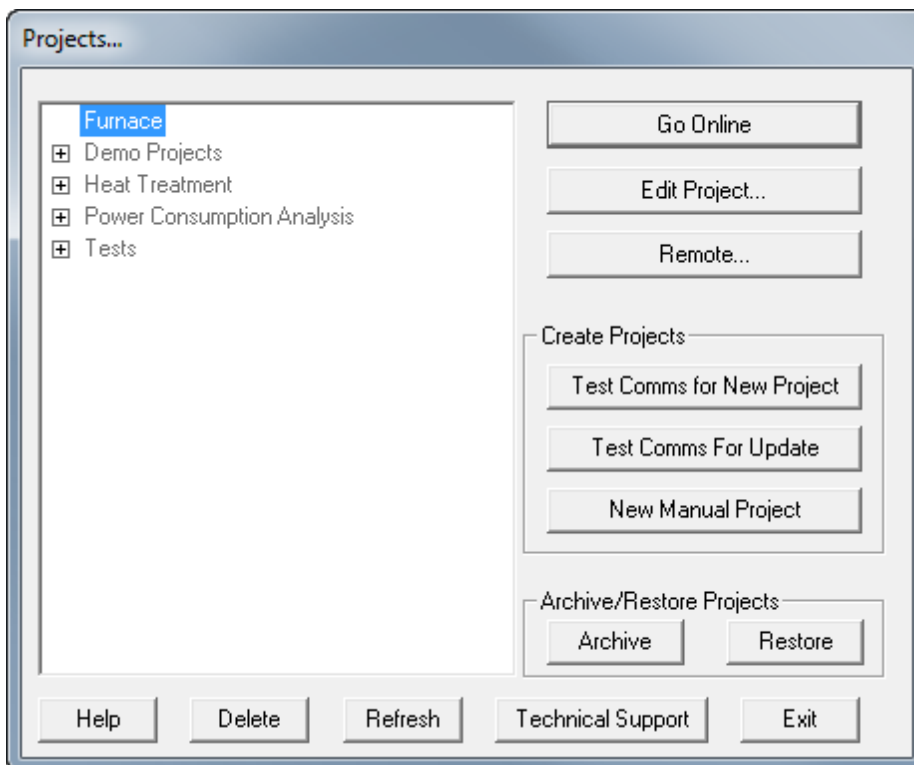 Projects...
Furnace
Demo Projects
Heat Treatment
Power Consumption Analysis
Tests
Go Online
Edit Project...
Remote...
Create Projects
Test Comms for New Project
Test Comms For Update
New Manual Project
Archive/Restore Projects
Archive Restore
Help Delete Refresh Technical Support Exit